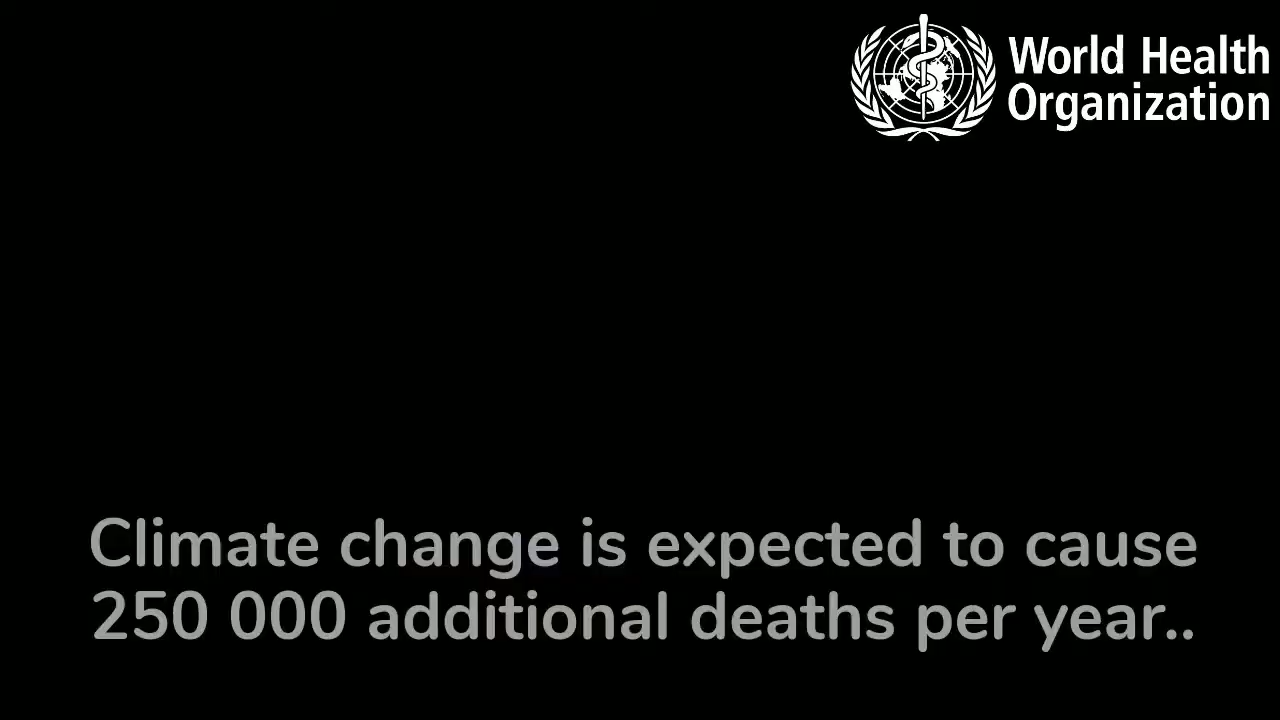 World Health
Organization
Climate change is expected to cause
250 000 additional deaths per year..